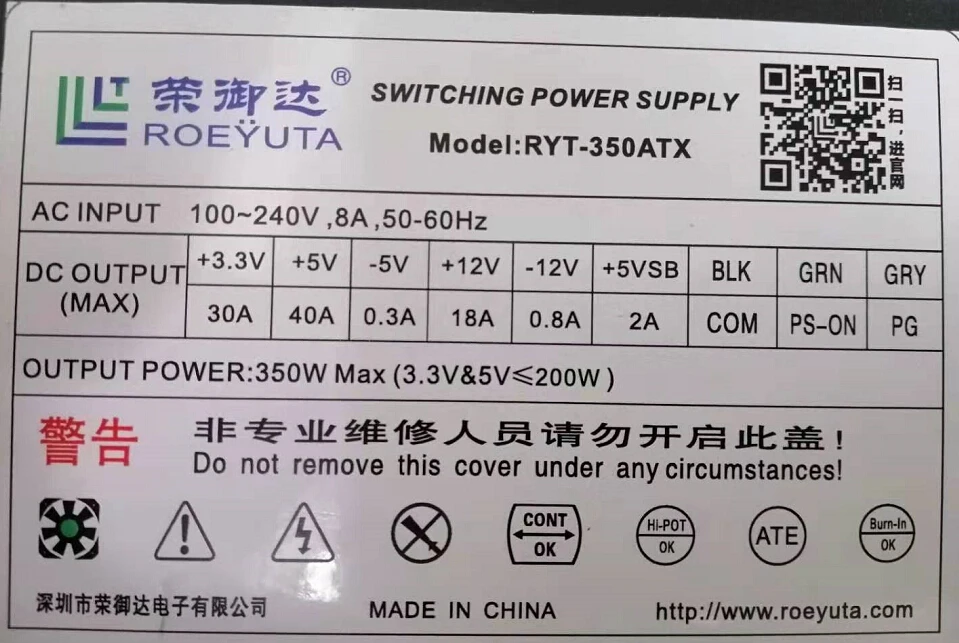 LT 荣御达®
ROEŸUTA
SWITCHING POWER SUPPLY
Model:RYT-350ATX
扫一扫,进官网
AC INPUT 100~240V ,8A ,50-60Hz
DC OUTPUT (MAX)
+3.3V +5V -5V +12V -12V +5VSB BLK GRN GRY
30A 40A 0.3A 18A 0.8A 2A COM PS-ON PG
OUTPUT POWER:350W Max (3.3V&5V≤200W )
警告
非专业维修人员请勿开启此盖!
Do not remove this cover under any circumstances!
CONT OK
Hi-POT OK
ATE
Burn-In OK
深圳市荣御达电子有限公司 MADE IN CHINA http://www.roeyuta.com